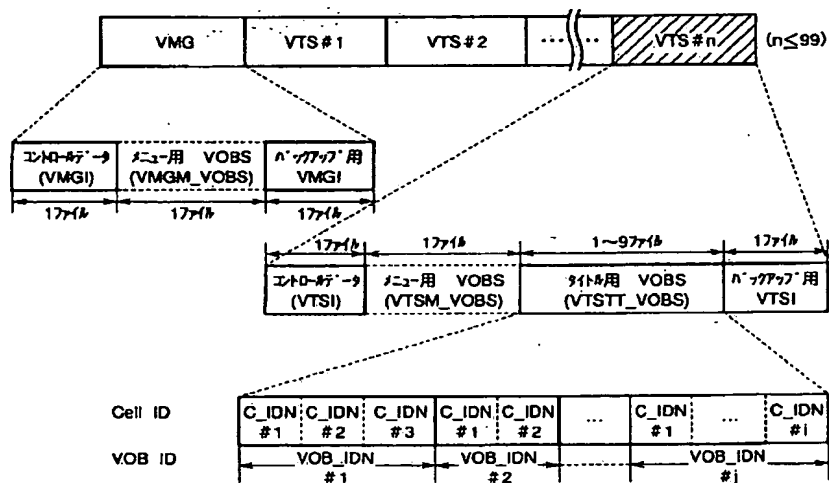 VMG VTS#1 VTS#2 ... ... VTS#n (n≤99)
コントロールデータ メニュー用 VOBS バックアップ用
(VMGI) (VMGM_VOBS) VMGI
1ファイル 1ファイル 1ファイル
1ファイル 1ファイル 1〜9ファイル 1ファイル
コントロールデータ メニュー用 VOBS タイトル用 VOBS バックアップ用
(VTSI) (VTSM_VOBS) (VTSTT_VOBS) VTSI
Cell ID C_IDN C_IDN C_IDN C_IDN C_IDN ... C_IDN ... C_IDN
#1 #2 #3 #1 #2 #1 #i
VOB ID VOB_IDN VOB_IDN VOB_IDN
#1 #2 #j